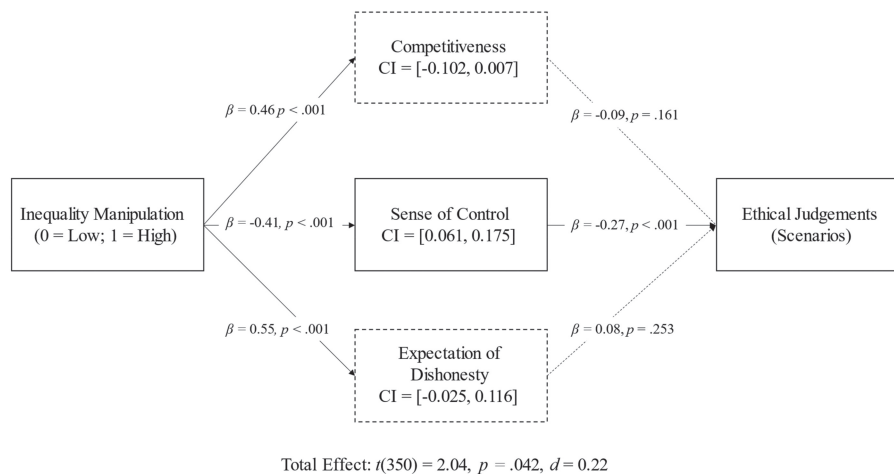 Competitiveness
CI = [-0.102, 0.007]
β = 0.46 p < .001
β = -0.09, p = .161
Inequality Manipulation
(0 = Low; 1 = High)
β = -0.41, p < .001
Sense of Control
CI = [0.061, 0.175]
β = -0.27, p < .001
Ethical Judgements
(Scenarios)
β = 0.55, p < .001
β = 0.08, p = .253
Expectation of
Dishonesty
CI = [-0.025, 0.116]
Total Effect: t(350) = 2.04, p = .042, d = 0.22